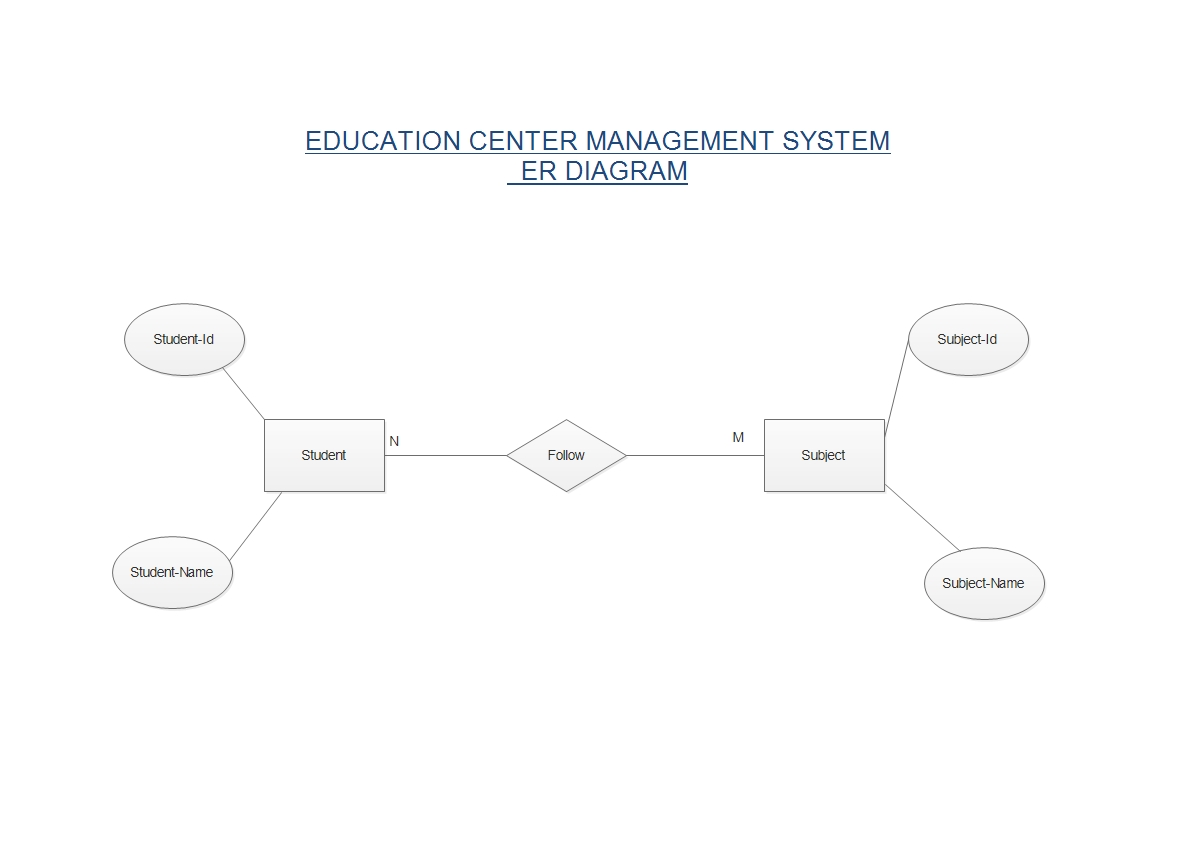 EDUCATION CENTER MANAGEMENT SYSTEM
ER DIAGRAM
Student-Id
Subject-Id
N
M
Student
Follow
Subject
Student-Name
Subject-Name